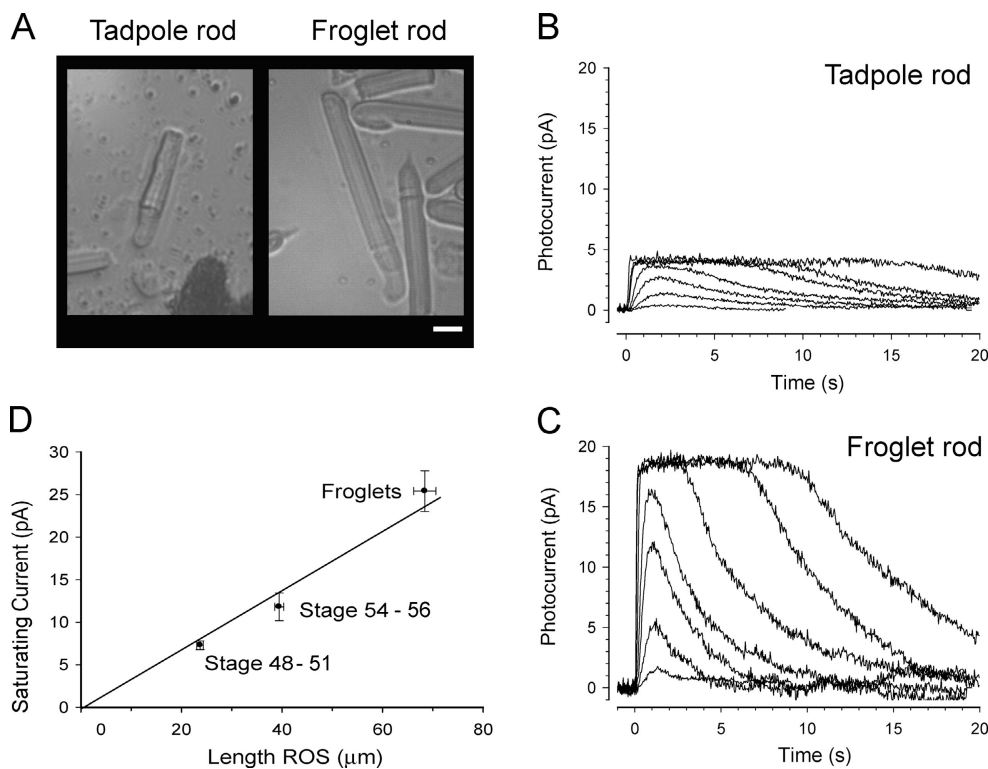 A
Tadpole rod
Froglet rod
B
Tadpole rod
20
15
10
5
0
Photocurrent (pA)
0 5 10 15 20
Time (s)
D
30
25
20
15
10
5
0
Saturating Current (pA)
Froglets
Stage 54 - 56
Stage 48 - 51
0 20 40 60 80
Length ROS (μm)
C
Froglet rod
20
15
10
5
0
Photocurrent (pA)
0 5 10 15 20
Time (s)